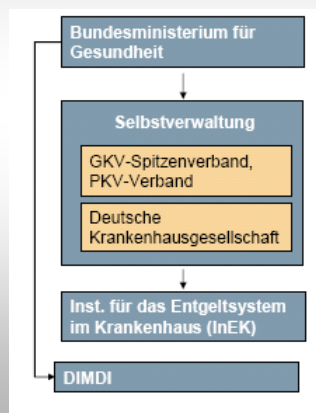 Bundesministerium für
Gesundheit
Selbstverwaltung
GKV-Spitzenverband,
PKV-Verband
Deutsche
Krankenhausgesellschaft
Inst. für das Entgeltsystem
im Krankenhaus (InEK)
DIMDI